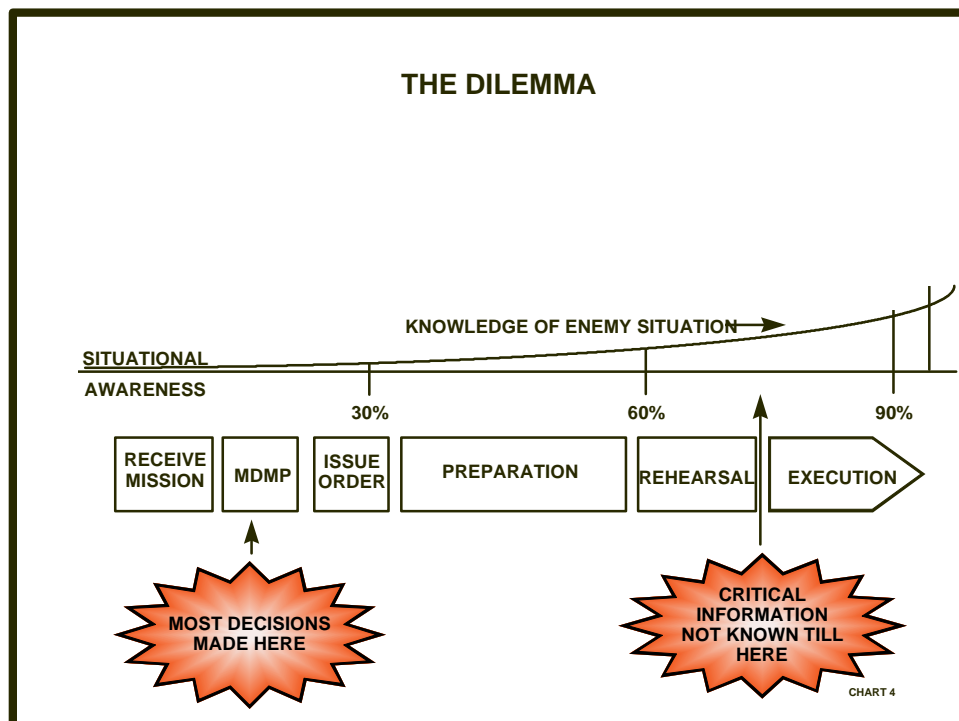 THE DILEMMA
KNOWLEDGE OF ENEMY SITUATION
SITUATIONAL
AWARENESS
30%
60%
90%
RECEIVE
MISSION
MDMP
ISSUE
ORDER
PREPARATION
REHEARSAL
EXECUTION
MOST DECISIONS
MADE HERE
CRITICAL
INFORMATION
NOT KNOWN TILL
HERE
CHART 4